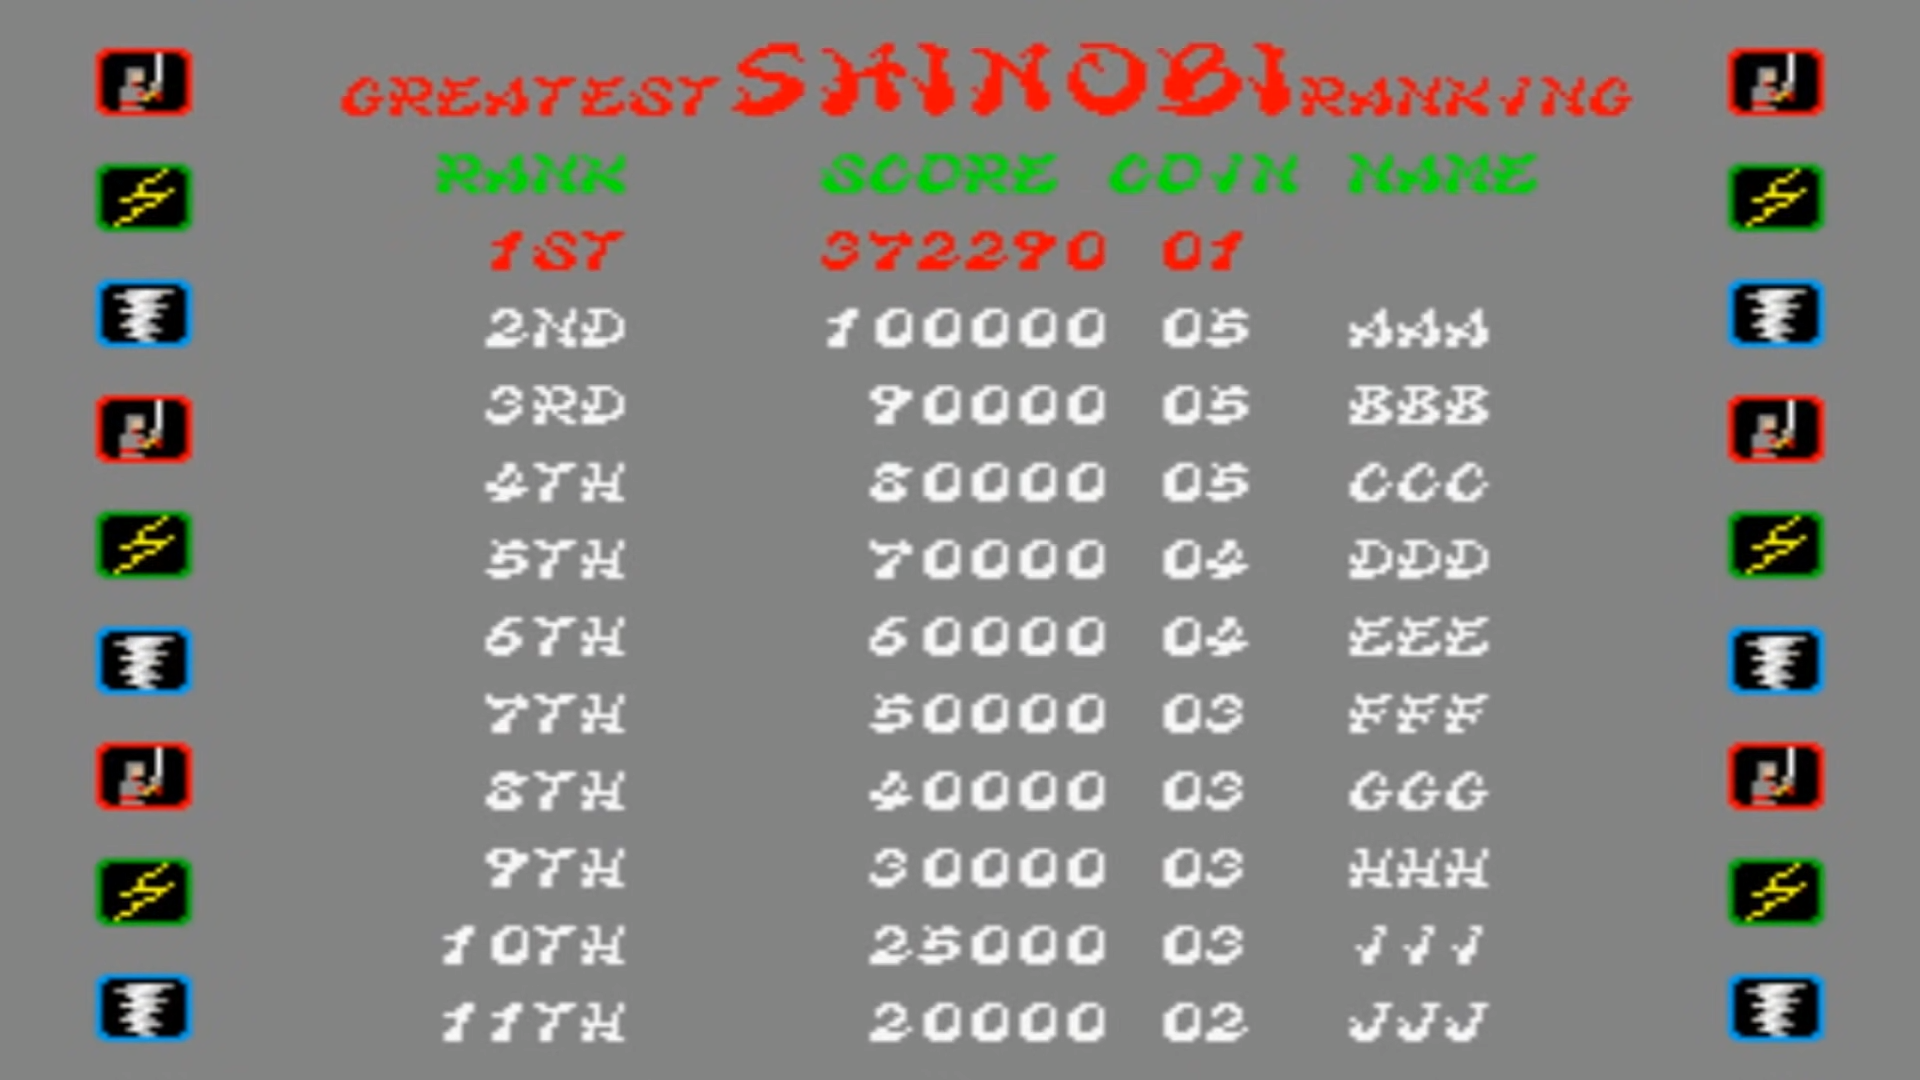 GREATEST SHINOBI RANKING
RANK SCORE COIN NAME
1ST 372290 01
2ND 100000 05 AAA
3RD 90000 05 BBB
4TH 80000 05 CCC
5TH 70000 04 DDD
6TH 60000 04 EEE
7TH 50000 03 FFF
8TH 40000 03 GGG
9TH 30000 03 HHH
10TH 25000 03 III
11TH 20000 02 JJJ